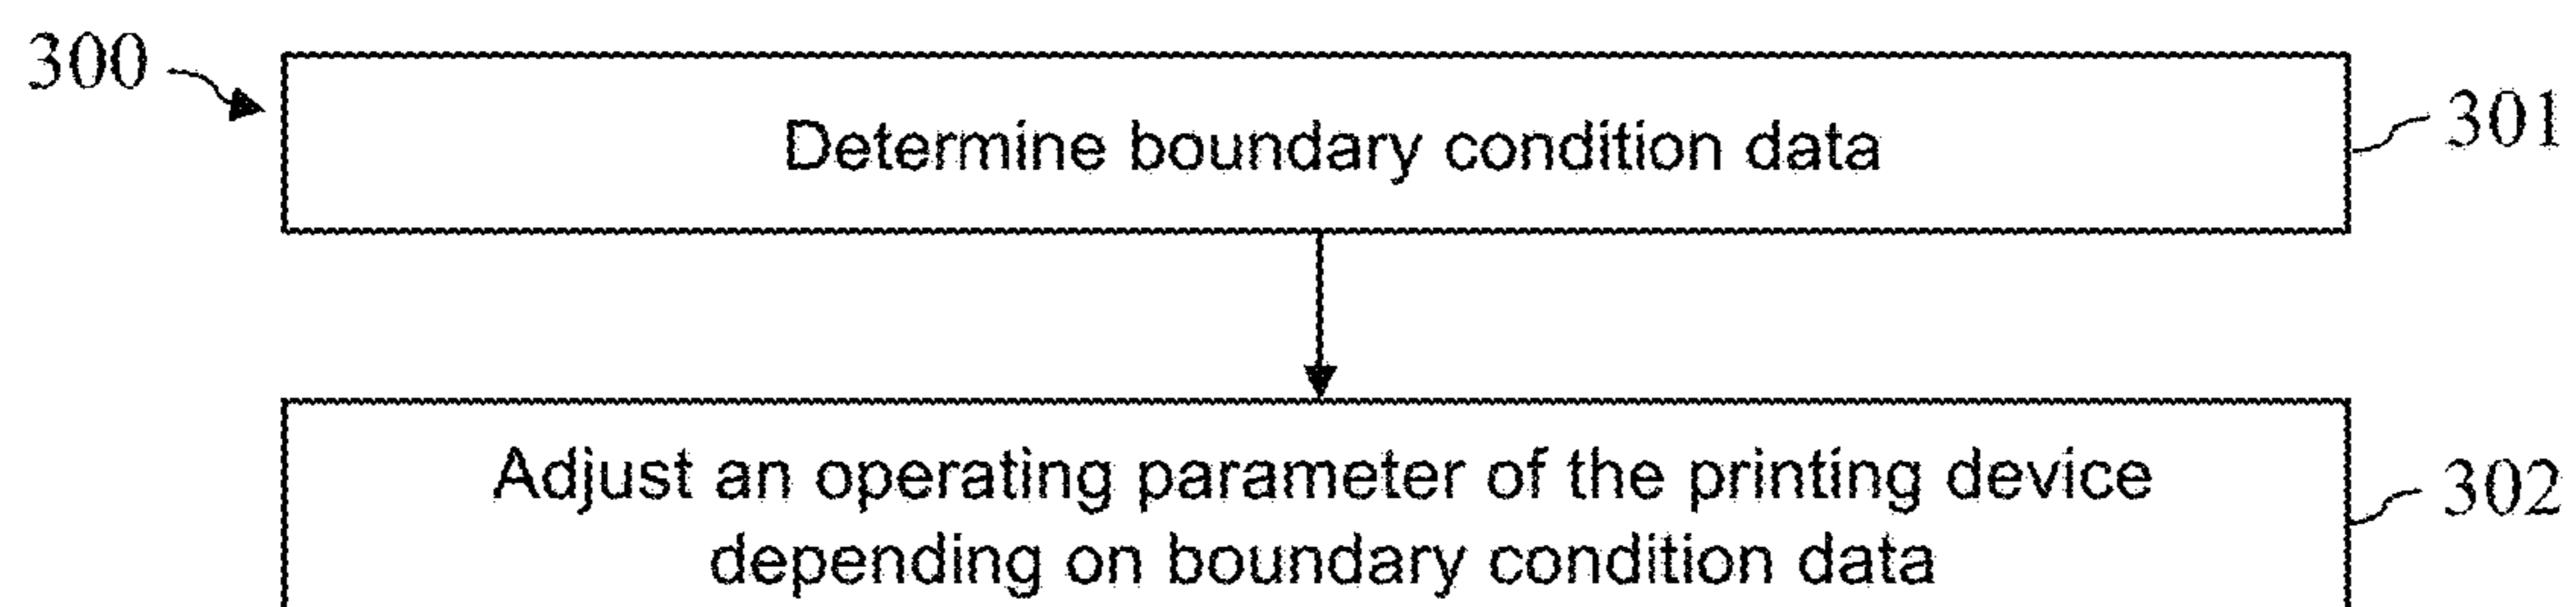 300
Determine boundary condition data
301
Adjust an operating parameter of the printing device
depending on boundary condition data
302